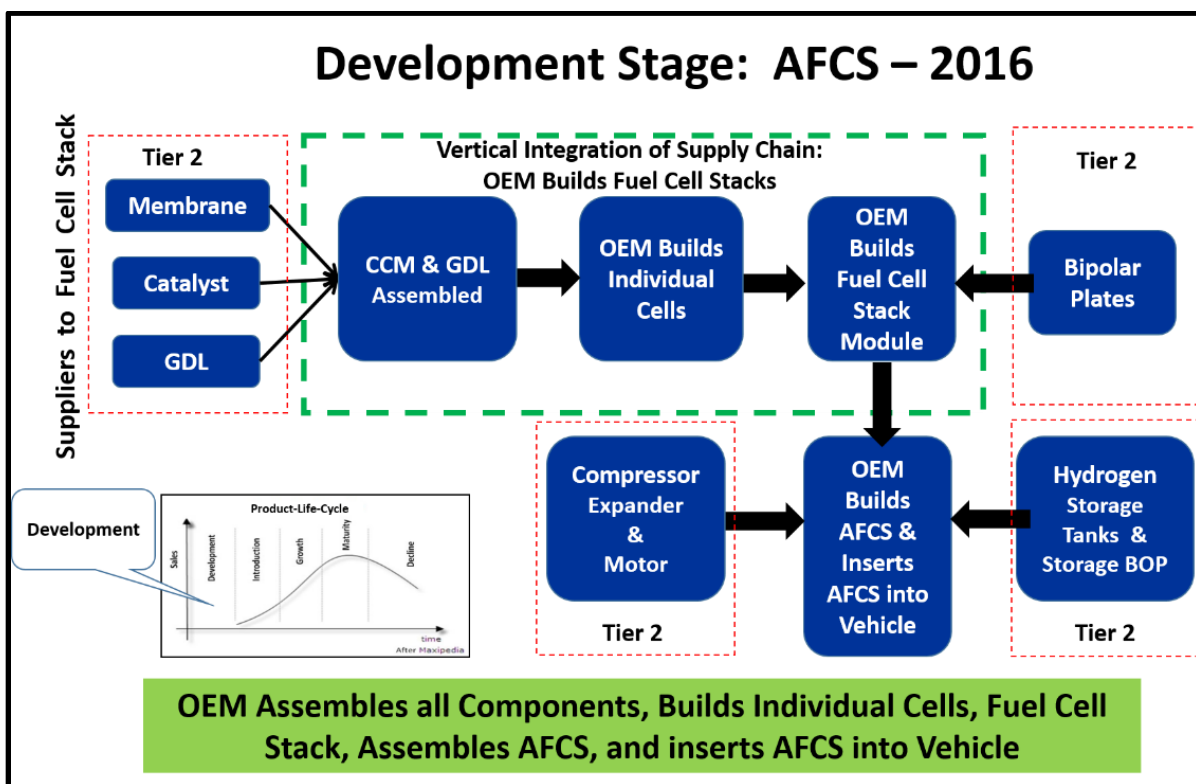 Development Stage:  AFCS – 2016
Suppliers to Fuel Cell Stack
Tier 2
Membrane
Catalyst
GDL
Vertical Integration of Supply Chain:
OEM Builds Fuel Cell Stacks
CCM & GDL
Assembled
OEM Builds
Individual
Cells
OEM
Builds
Fuel Cell
Stack
Module
Tier 2
Bipolar
Plates
Development
Product-Life-Cycle
Sales
Development
Introduction
Growth
Maturity
Decline
time
After Maxipedia
Compressor
Expander
&
Motor
Tier 2
OEM
Builds
AFCS &
Inserts
AFCS into
Vehicle
Hydrogen
Storage
Tanks  &
Storage BOP
Tier 2
OEM Assembles all Components, Builds Individual Cells, Fuel Cell
Stack, Assembles AFCS, and inserts AFCS into Vehicle